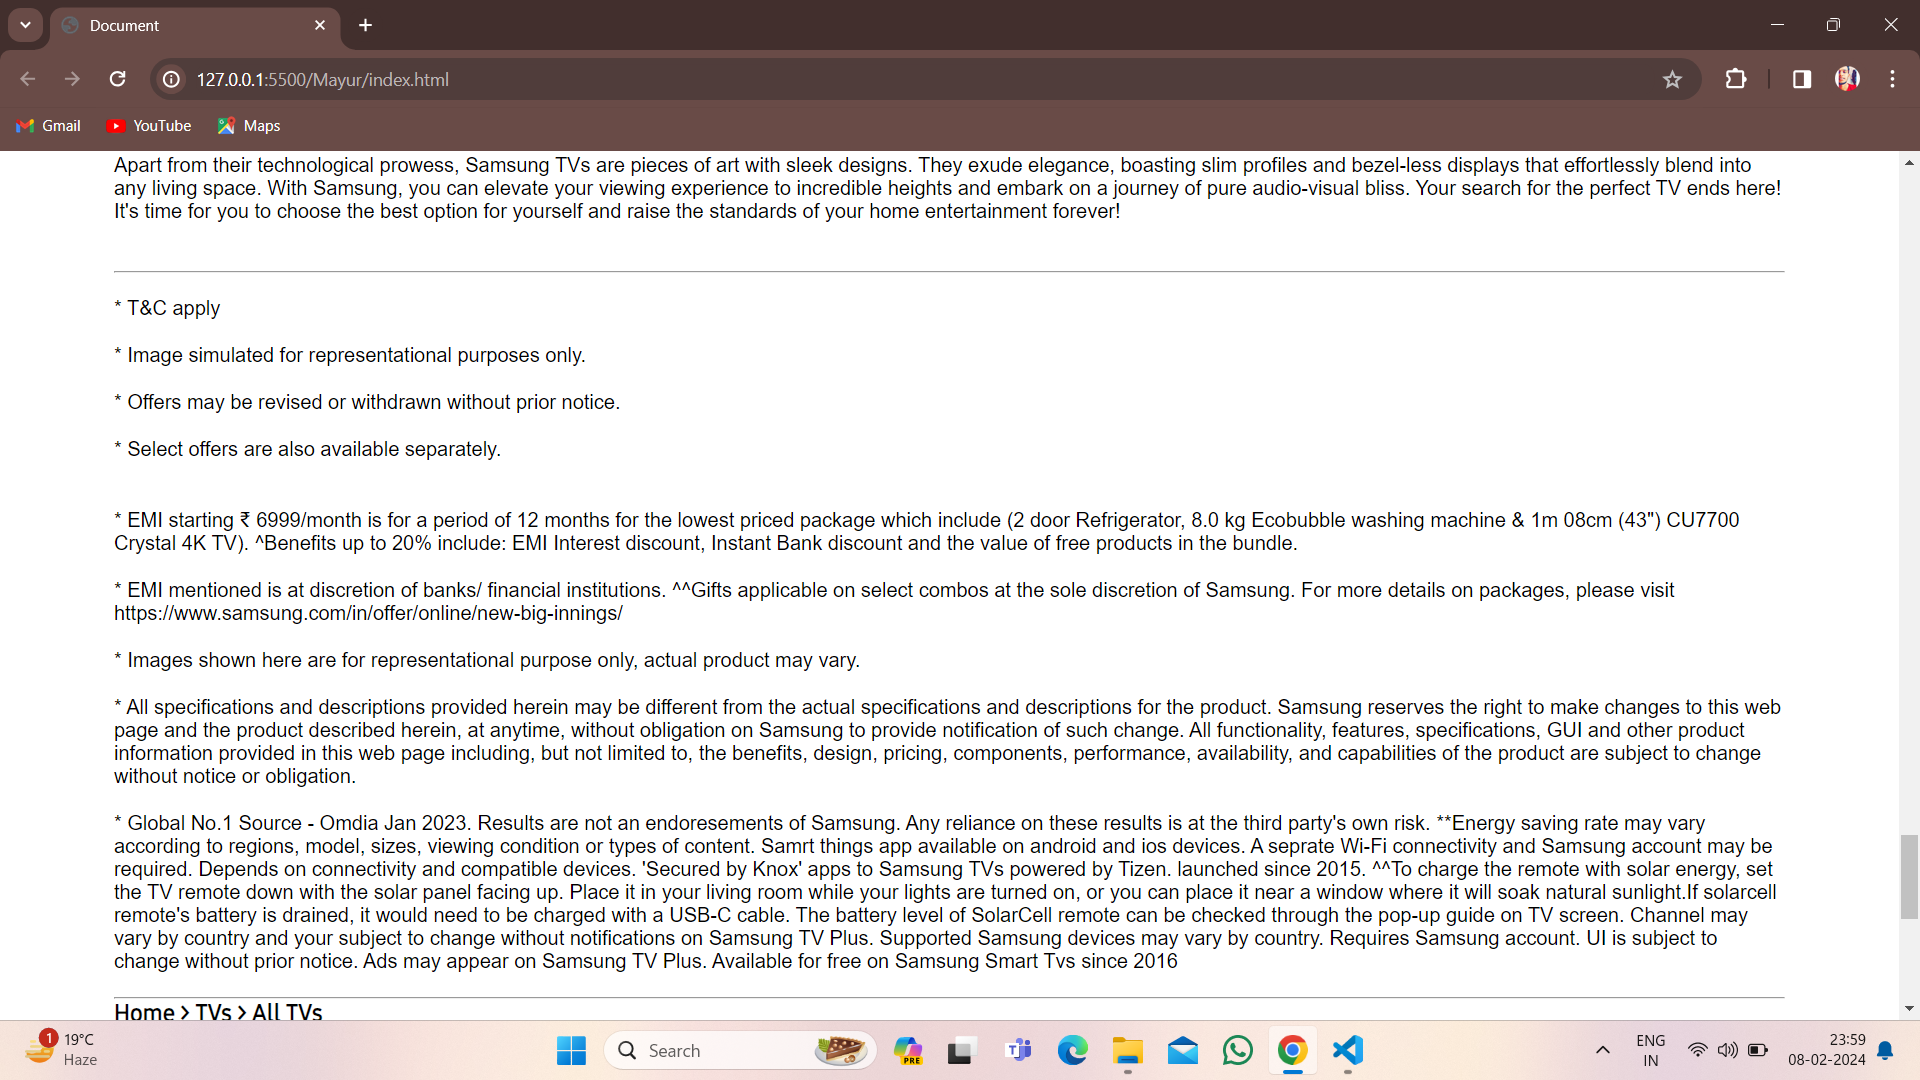 Document
127.0.0.1:5500/Mayur/index.html
Gmail
YouTube
Maps
Apart from their technological prowess, Samsung TVs are pieces of art with sleek designs. They exude elegance, boasting slim profiles and bezel-less displays that effortlessly blend into
any living space. With Samsung, you can elevate your viewing experience to incredible heights and embark on a journey of pure audio-visual bliss. Your search for the perfect TV ends here!
It's time for you to choose the best option for yourself and raise the standards of your home entertainment forever!
* T&C apply
* Image simulated for representational purposes only.
* Offers may be revised or withdrawn without prior notice.
* Select offers are also available separately.
* EMI starting ₹ 6999/month is for a period of 12 months for the lowest priced package which include (2 door Refrigerator, 8.0 kg Ecobubble washing machine & 1m 08cm (43") CU7700
Crystal 4K TV). ^Benefits up to 20% include: EMI Interest discount, Instant Bank discount and the value of free products in the bundle.
* EMI mentioned is at discretion of banks/ financial institutions. ^^Gifts applicable on select combos at the sole discretion of Samsung. For more details on packages, please visit
https://www.samsung.com/in/offer/online/new-big-innings/
* Images shown here are for representational purpose only, actual product may vary.
* All specifications and descriptions provided herein may be different from the actual specifications and descriptions for the product. Samsung reserves the right to make changes to this web
page and the product described herein, at anytime, without obligation on Samsung to provide notification of such change. All functionality, features, specifications, GUI and other product
information provided in this web page including, but not limited to, the benefits, design, pricing, components, performance, availability, and capabilities of the product are subject to change
without notice or obligation.
* Global No.1 Source - Omdia Jan 2023. Results are not an endoresements of Samsung. Any reliance on these results is at the third party's own risk. **Energy saving rate may vary
according to regions, model, sizes, viewing condition or types of content. Samrt things app available on android and ios devices. A seprate Wi-Fi connectivity and Samsung account may be
required. Depends on connectivity and compatible devices. 'Secured by Knox' apps to Samsung TVs powered by Tizen. launched since 2015. ^^To charge the remote with solar energy, set
the TV remote down with the solar panel facing up. Place it in your living room while your lights are turned on, or you can place it near a window where it will soak natural sunlight.If solarcell
remote's battery is drained, it would need to be charged with a USB-C cable. The battery level of SolarCell remote can be checked through the pop-up guide on TV screen. Channel may
vary by country and your subject to change without notifications on Samsung TV Plus. Supported Samsung devices may vary by country. Requires Samsung account. UI is subject to
change without prior notice. Ads may appear on Samsung TV Plus. Available for free on Samsung Smart Tvs since 2016
Home > TVs > All TVs
1
19°C
Haze
Search
PRE
ENG
IN
23:59
08-02-2024